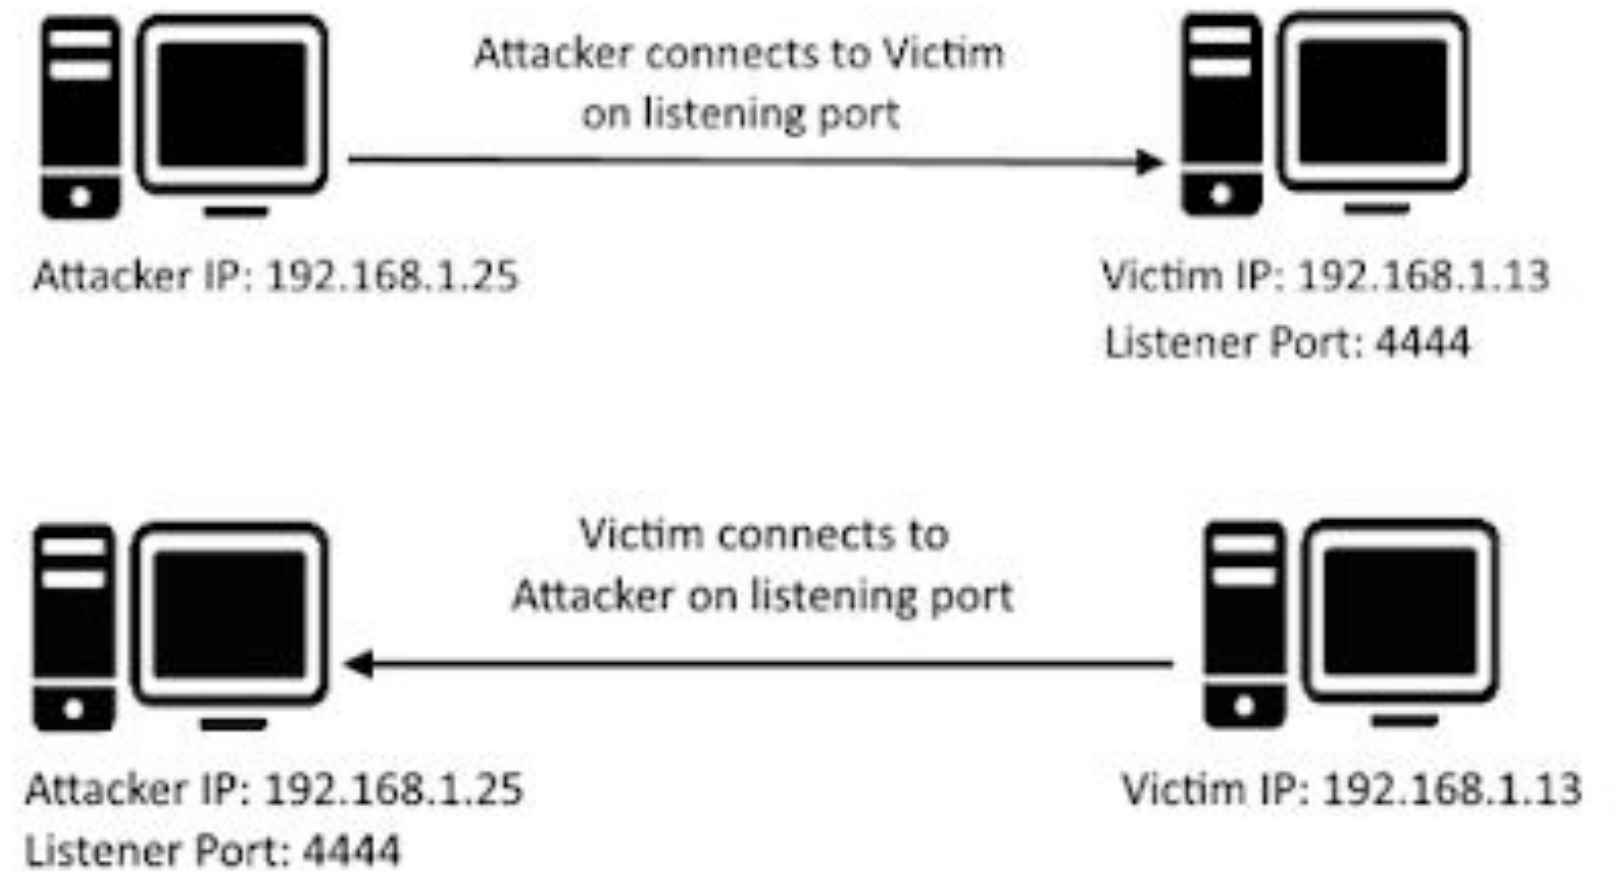 Attacker connects to Victim
on listening port
Attacker IP: 192.168.1.25
Victim IP: 192.168.1.13
Listener Port: 4444
Victim connects to
Attacker on listening port
Attacker IP: 192.168.1.25
Listener Port: 4444
Victim IP: 192.168.1.13